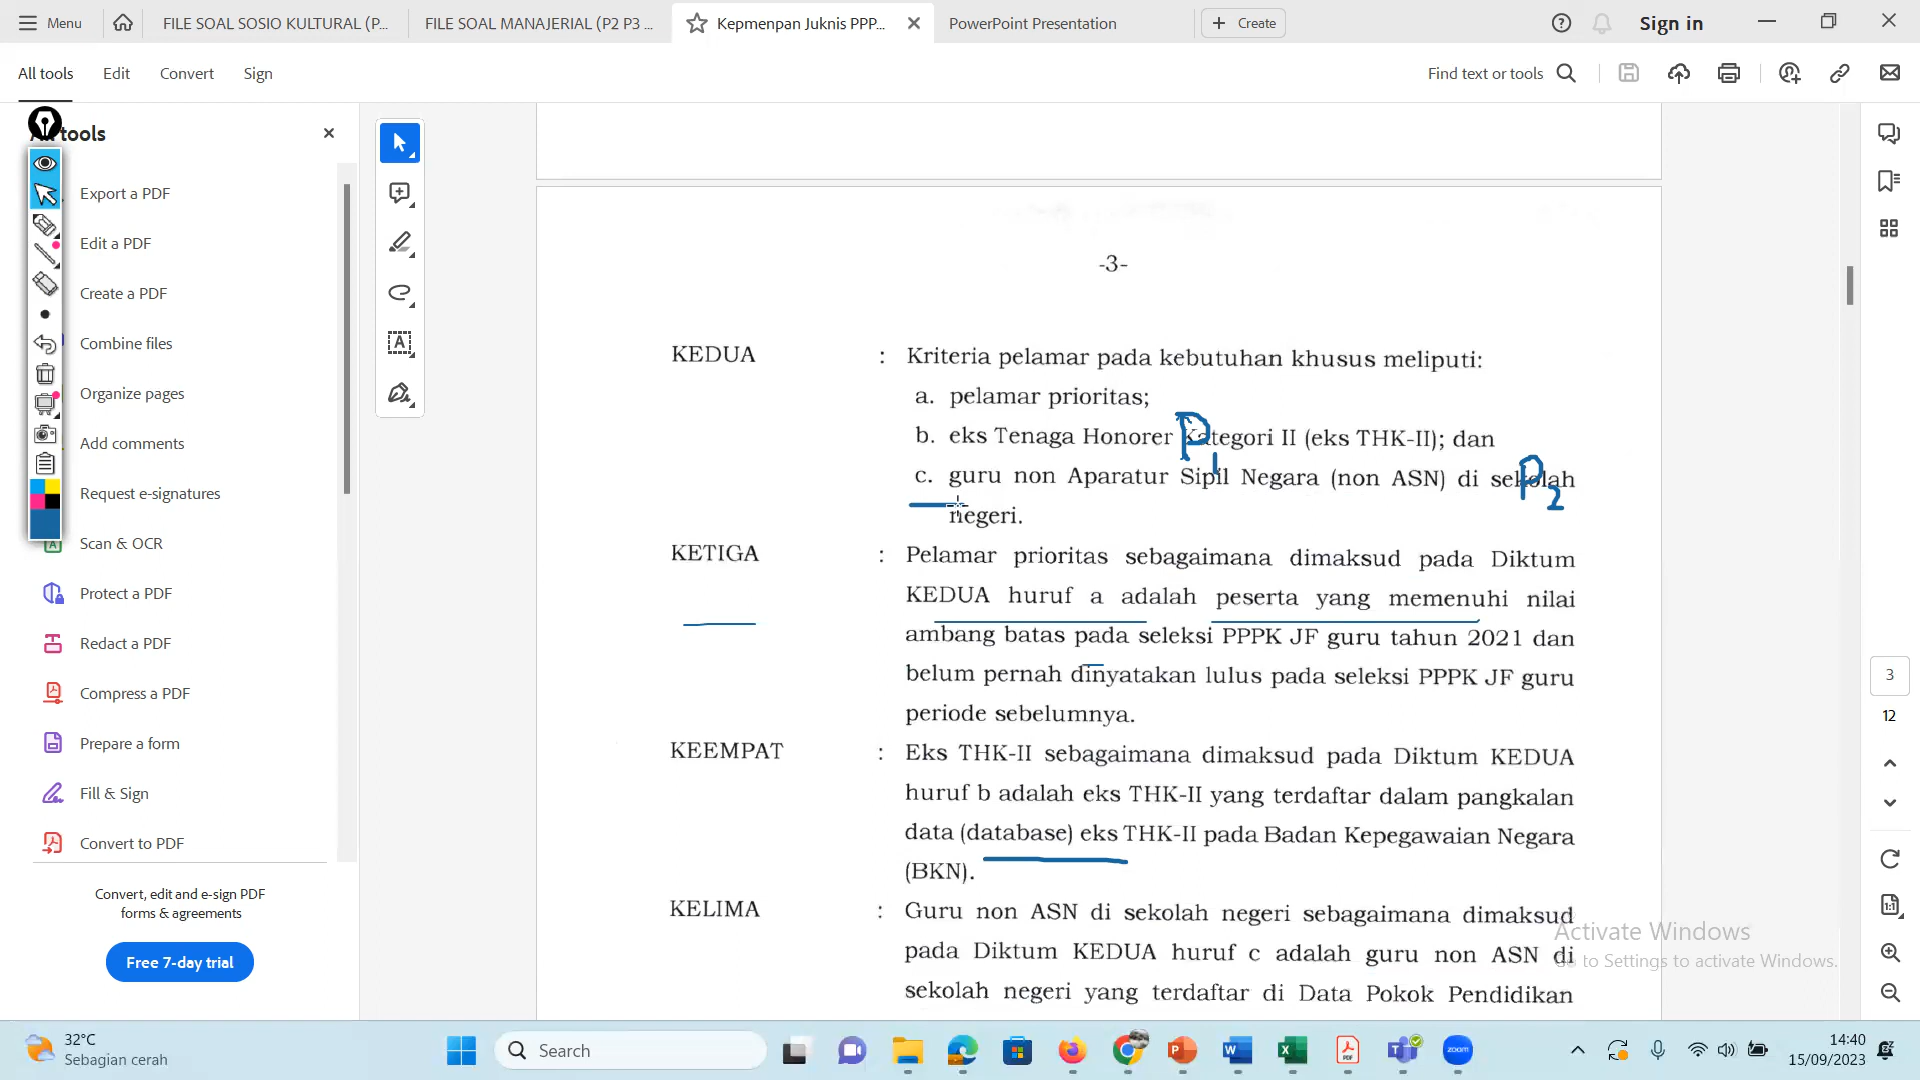 Menu
FILE SOAL SOSIO KULTURAL (P...
FILE SOAL MANAJERIAL (P2 P3 ...
Kepmenpan Juknis PPP...
PowerPoint Presentation
Create
Sign in
All tools
Edit
Convert
Sign
Find text or tools
tools
Export a PDF
Edit a PDF
Create a PDF
Combine files
Organize pages
Add comments
Request e-signatures
Scan & OCR
Protect a PDF
Redact a PDF
Compress a PDF
Prepare a form
Fill & Sign
Convert to PDF
Convert, edit and e-sign PDF
forms & agreements
Free 7-day trial
-3-
KEDUA : Kriteria pelamar pada kebutuhan khusus meliputi:
a. pelamar prioritas;
P1
b. eks Tenaga Honorer Kategori II (eks THK-II); dan
c. guru non Aparatur Sipil Negara (non ASN) di sekolah
P2
negeri.
KETIGA : Pelamar prioritas sebagaimana dimaksud pada Diktum
KEDUA huruf a adalah peserta yang memenuhi nilai
ambang batas pada seleksi PPPK JF guru tahun 2021 dan
belum pernah dinyatakan lulus pada seleksi PPPK JF guru
periode sebelumnya.
KEEMPAT : Eks THK-II sebagaimana dimaksud pada Diktum KEDUA
huruf b adalah eks THK-II yang terdaftar dalam pangkalan
data (database) eks THK-II pada Badan Kepegawaian Negara
(BKN).
KELIMA : Guru non ASN di sekolah negeri sebagaimana dimaksud
pada Diktum KEDUA huruf c adalah guru non ASN di
sekolah negeri yang terdaftar di Data Pokok Pendidikan
3
12
Activate Windows
Go to Settings to activate Windows.
32°C
Sebagian cerah
Search
zoom
14:40
15/09/2023